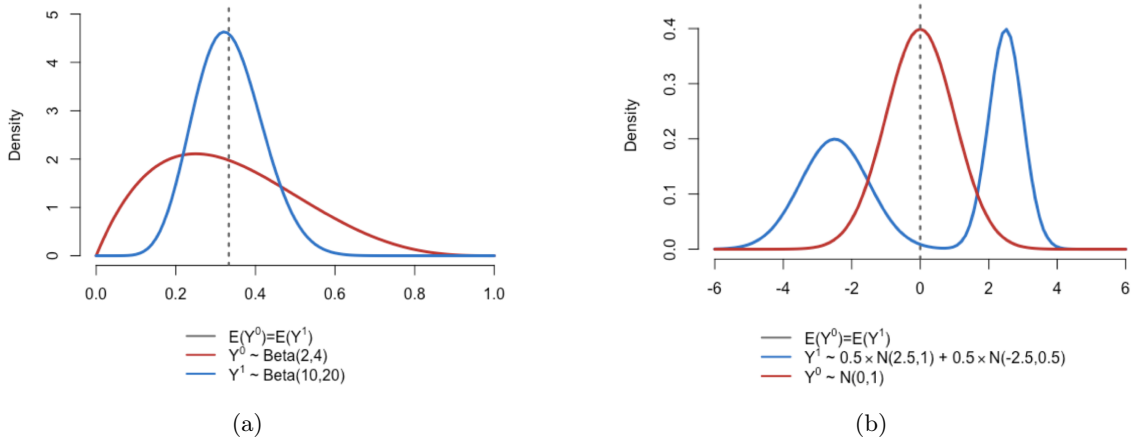 Density
5
4
3
2
1
0
0.0 0.2 0.4 0.6 0.8 1.0
E(Y⁰)=E(Y¹)
Y⁰ ~ Beta(2,4)
Y¹ ~ Beta(10,20)
(a)
Density
0.4
0.3
0.2
0.1
0.0
-6 -4 -2 0 2 4 6
E(Y⁰)=E(Y¹)
Y¹ ~ 0.5 × N(2.5,1) + 0.5 × N(-2.5,0.5)
Y⁰ ~ N(0,1)
(b)